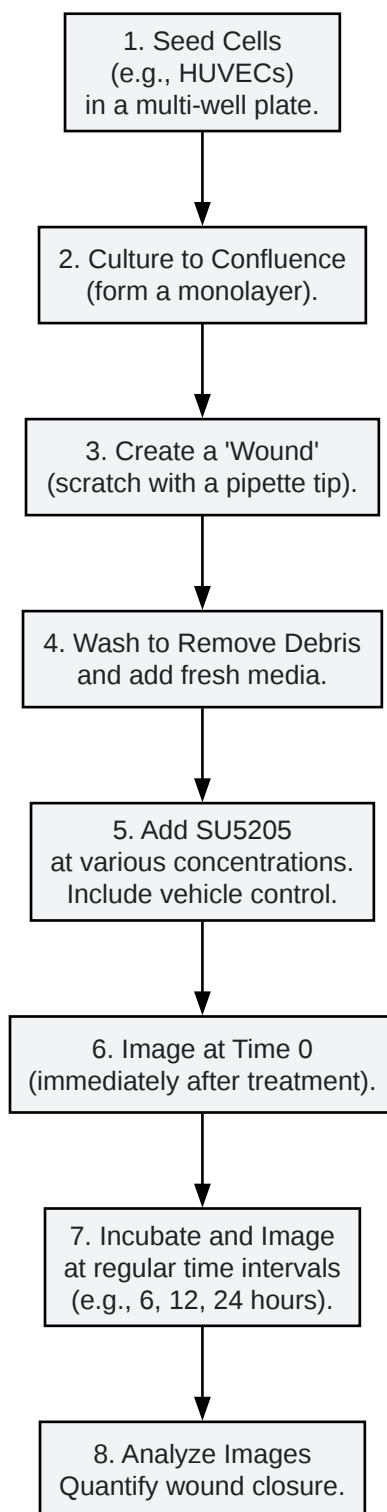 1. Seed Cells
(e.g., HUVECs)
in a multi-well plate.
2. Culture to Confluence
(form a monolayer).
3. Create a 'Wound'
(scratch with a pipette tip).
4. Wash to Remove Debris
and add fresh media.
5. Add SU5205
at various concentrations.
Include vehicle control.
6. Image at Time 0
(immediately after treatment).
7. Incubate and Image
at regular time intervals
(e.g., 6, 12, 24 hours).
8. Analyze Images
Quantify wound closure.